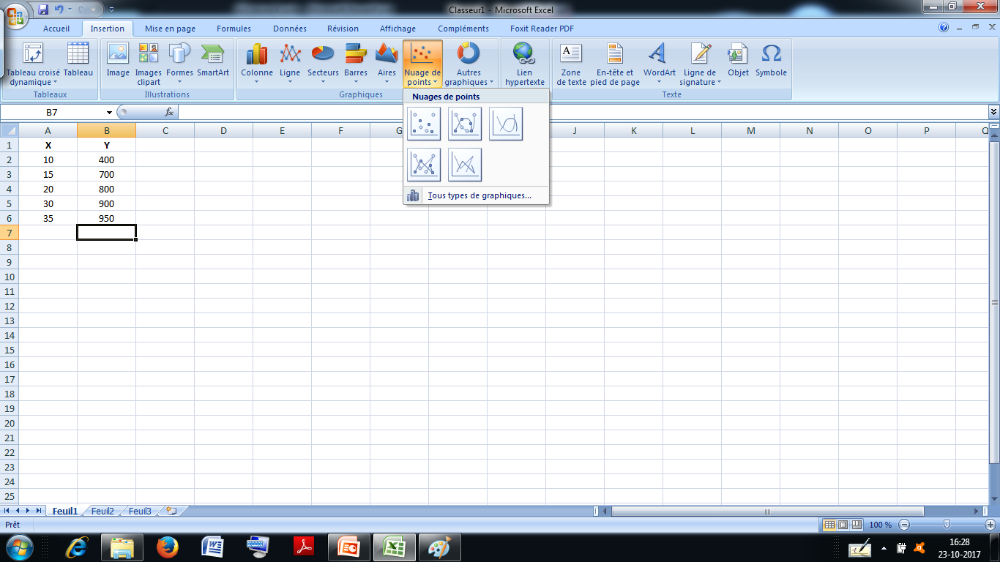 Classeur1 - Microsoft Excel
Accueil Insertion Mise en page Formules Données Révision Affichage Compléments Foxit Reader PDF
Tableau croisé dynamique Tableau
Image Images clipart Formes SmartArt
Colonne Ligne Secteurs Barres Aires Nuage de points Autres graphiques
Lien hypertexte
Zone de texte En-tête et pied de page WordArt Ligne de signature Objet Symbole
Tableaux Illustrations Graphiques Texte
Nuages de points
Tous types de graphiques...
B7 fx
A B C D E F G J K L M N O P Q
1 X Y
2 10 400
3 15 700
4 20 800
5 30 900
6 35 950
7
8
9
10
11
12
13
14
15
16
17
18
19
20
21
22
23
24
25
Feuil1 Feuil2 Feuil3
Prêt 100 %
16:28
23-10-2017